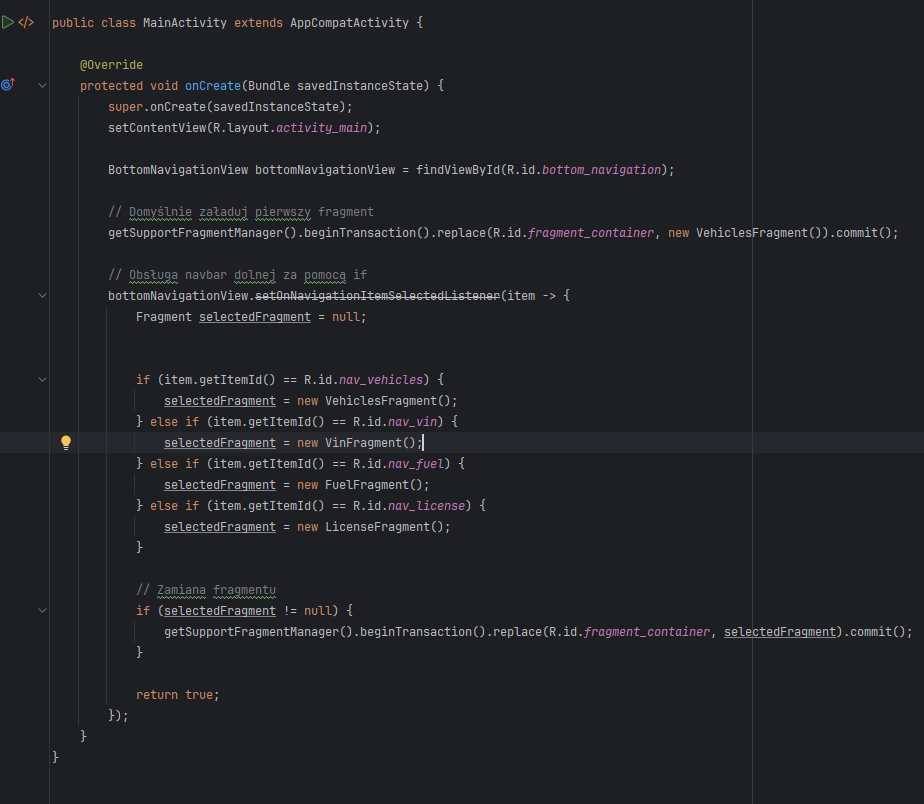 public class MainActivity extends AppCompatActivity {
@Override
protected void onCreate(Bundle savedInstanceState) {
super.onCreate(savedInstanceState);
setContentView(R.layout.activity_main);
BottomNavigationView bottomNavigationView = findViewById(R.id.bottom_navigation);
// Domyślnie załaduj pierwszy fragment
getSupportFragmentManager().beginTransaction().replace(R.id.fragment_container, new VehiclesFragment()).commit();
// Obsługa navbar dolnej za pomocą if
bottomNavigationView.setOnNavigationItemSelectedListener(item -> {
Fragment selectedFragment = null;
if (item.getItemId() == R.id.nav_vehicles) {
selectedFragment = new VehiclesFragment();
} else if (item.getItemId() == R.id.nav_vin) {
selectedFragment = new VinFragment();
} else if (item.getItemId() == R.id.nav_fuel) {
selectedFragment = new FuelFragment();
} else if (item.getItemId() == R.id.nav_license) {
selectedFragment = new LicenseFragment();
}
// Zamiana fragmentu
if (selectedFragment != null) {
getSupportFragmentManager().beginTransaction().replace(R.id.fragment_container, selectedFragment).commit();
}
return true;
});
}
}